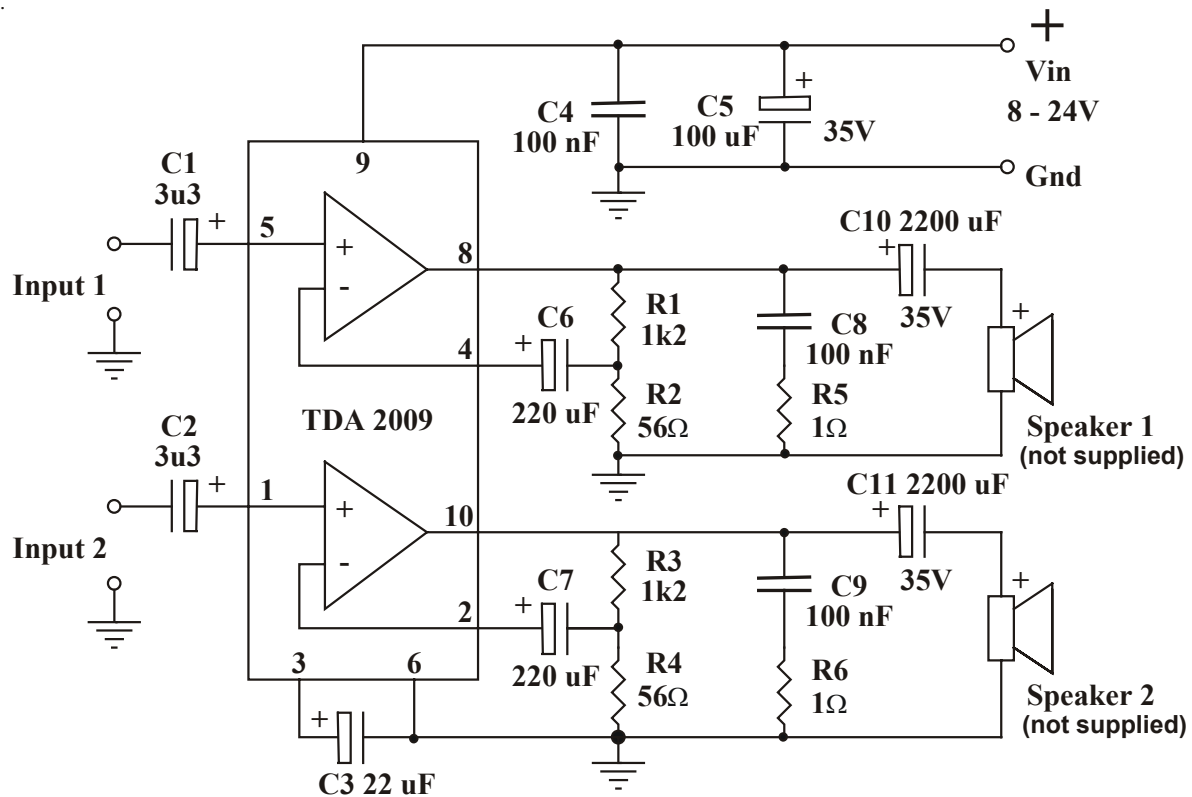 .
+
Vin
8 - 24V
Gnd
C4
100 nF
C5
100 uF
+
35V
9
C1
3u3
+
5
Input 1
+
-
8
4
C6
+
220 uF
R1
1k2
R2
56Ω
C8
100 nF
R5
1Ω
C10 2200 uF
+
35V
+
Speaker 1
(not supplied)
TDA 2009
C2
3u3
+
1
Input 2
+
-
10
2
C7
+
220 uF
R3
1k2
R4
56Ω
C9
100 nF
R6
1Ω
C11 2200 uF
+
35V
+
Speaker 2
(not supplied)
3
6
+
C3 22 uF